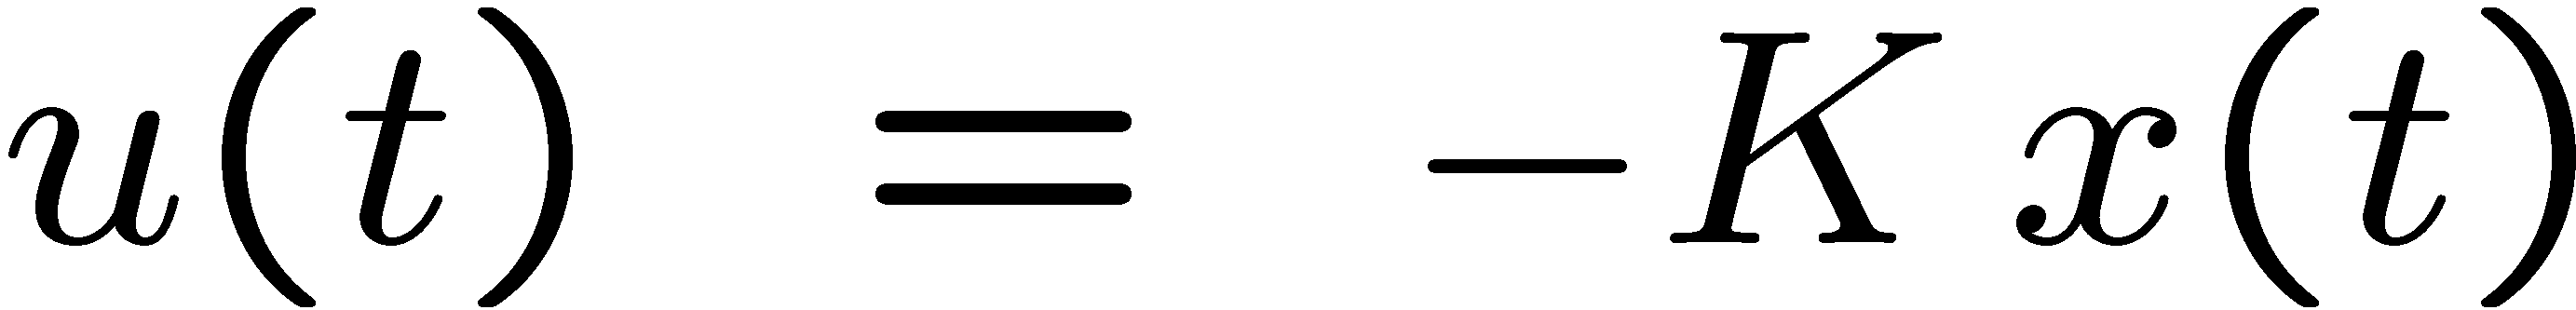 u(t) = −K x(t)